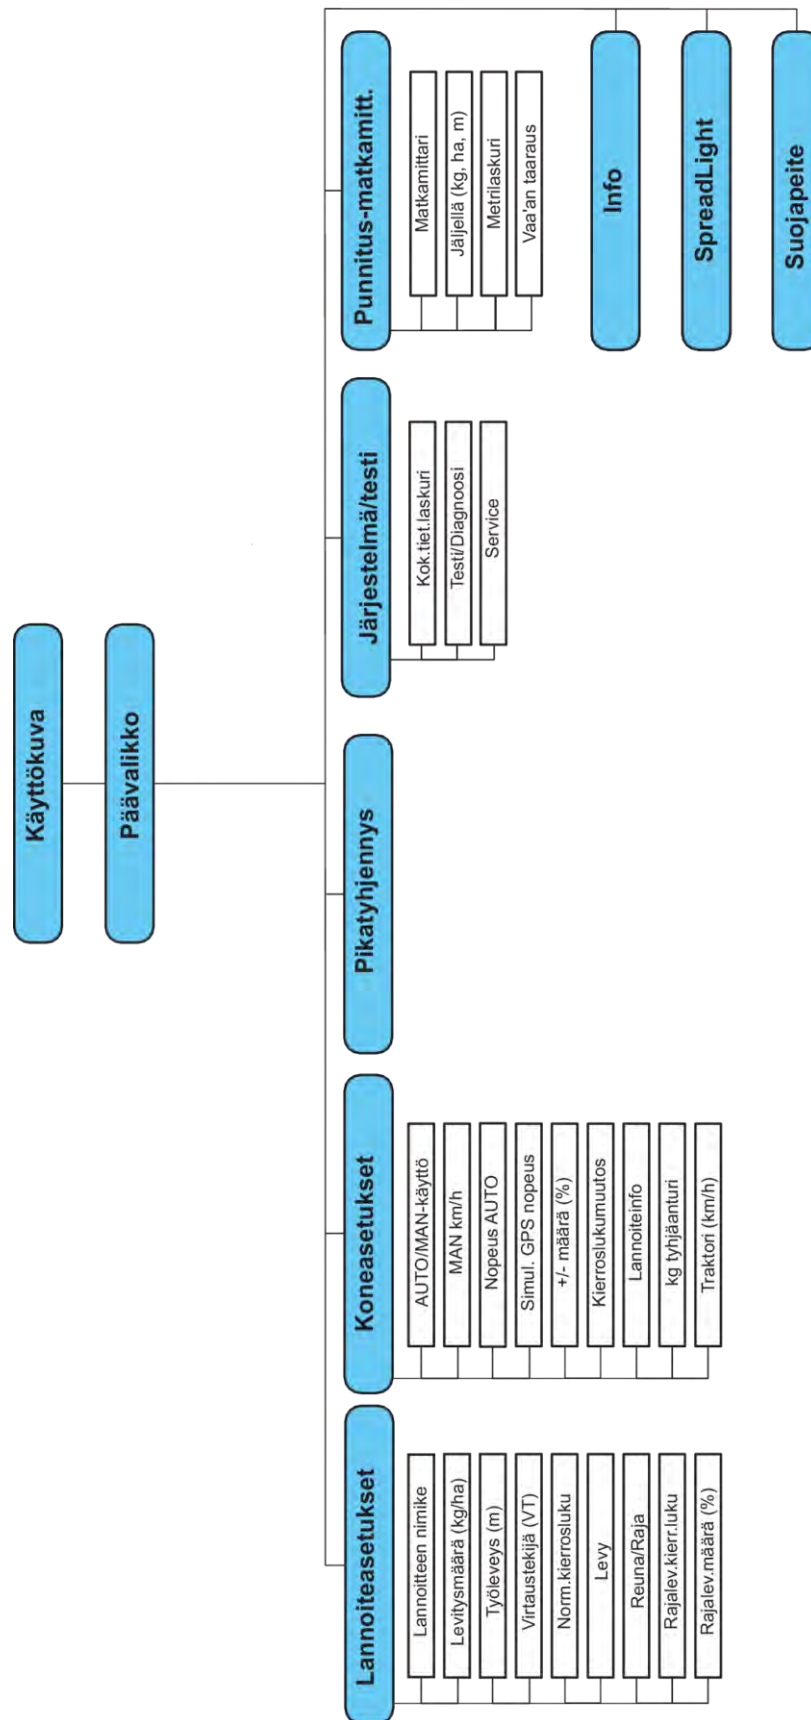 Käyttökuva
Päävalikko
Lannoiteasetukset
Lannoitteen nimike
Levitysmäärä (kg/ha)
Työleveys (m)
Virtaustekijä (VT)
Norm.kierrosluku
Levy
Reuna/Raja
Rajalev.kierr.luku
Rajalev.määrä (%)
Koneasetukset
AUTO/MAN-käyttö
MAN km/h
Nopeus AUTO
Simul. GPS nopeus
+/- määrä (%)
Kierroslukumuutos
Lannoiteinfo
kg tyhjäanturi
Traktori (km/h)
Pikatyhjennys
Järjestelmä/testi
Kok.tiet.laskuri
Testi/Diagnoosi
Service
Punnitus-matkamitt.
Matkamittari
Jäljellä (kg, ha, m)
Metrilaskuri
Vaa'an taaraus
Info
SpreadLight
Suojapeite